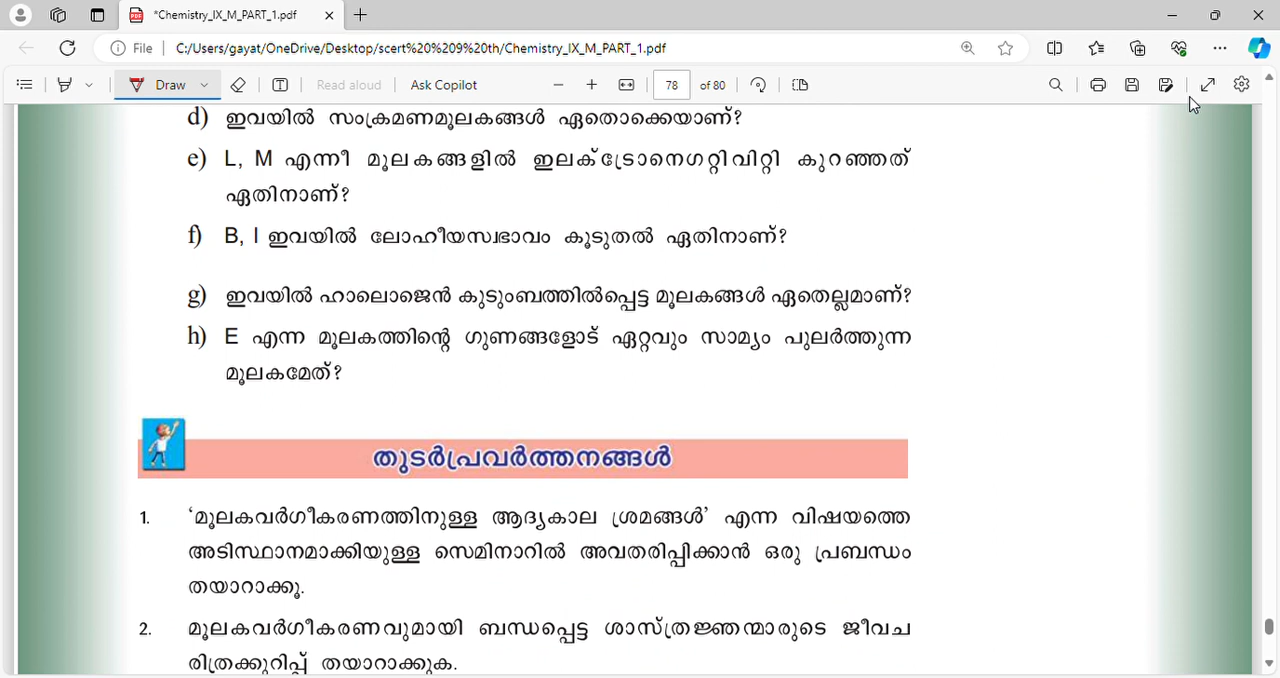 *Chemistry_IX_M_PART_1.pdf
File C:/Users/gayat/OneDrive/Desktop/scert%20%209%20th/Chemistry_IX_M_PART_1.pdf
Draw Read aloud Ask Copilot 78 of 80
d) ഇവയിൽ സംക്രമണമൂലകങ്ങൾ ഏതൊക്കെയാണ്?
e) L, M എന്നീ മൂലകങ്ങളിൽ ഇലക്ട്രോനെഗറ്റിവിറ്റി കുറഞ്ഞത്
ഏതിനാണ്?
f) B, I ഇവയിൽ ലോഹീയസ്വഭാവം കൂടുതൽ ഏതിനാണ്?
g) ഇവയിൽ ഹാലൊജെൻ കുടുംബത്തിൽപ്പെട്ട മൂലകങ്ങൾ ഏതെല്ലമാണ്?
h) E എന്ന മൂലകത്തിന്റെ ഗുണങ്ങളോട് ഏറ്റവും സാമ്യം പുലർത്തുന്ന
മൂലകമേത്?
തുടർപ്രവർത്തനങ്ങൾ
1. ‘മൂലകവർഗീകരണത്തിനുള്ള ആദ്യകാല ശ്രമങ്ങൾ’ എന്ന വിഷയത്തെ
അടിസ്ഥാനമാക്കിയുള്ള സെമിനാറിൽ അവതരിപ്പിക്കാൻ ഒരു പ്രബന്ധം
തയാറാക്കൂ.
2. മൂലകവർഗീകരണവുമായി ബന്ധപ്പെട്ട ശാസ്ത്രജ്ഞന്മാരുടെ ജീവച
രിത്രക്കുറിപ്പ് തയാറാക്കുക.